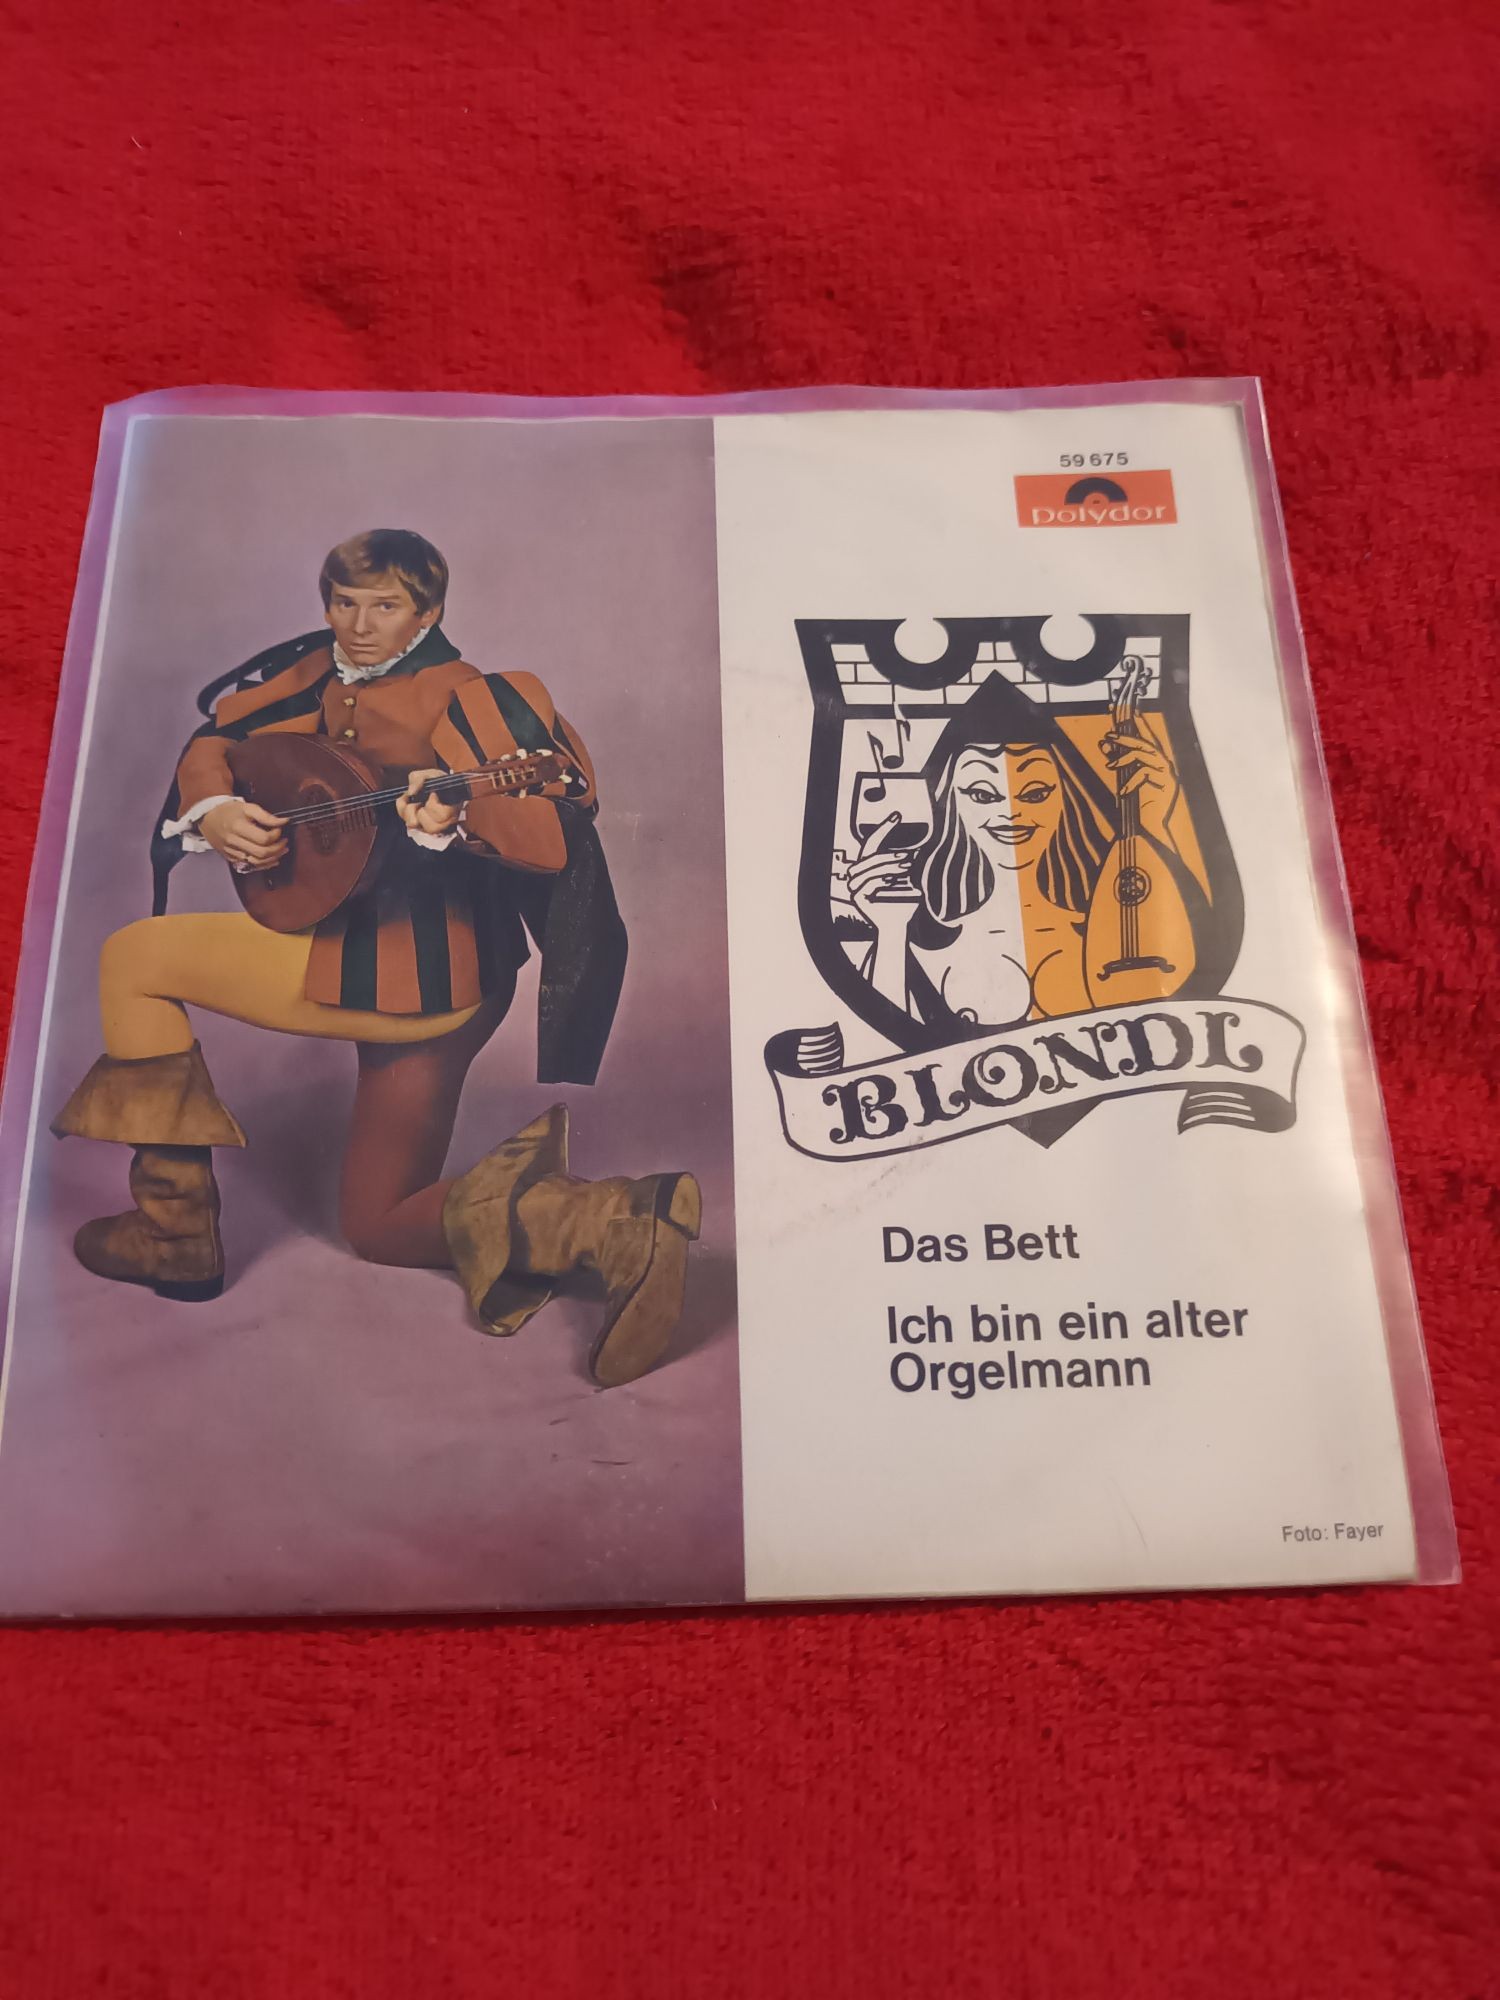 59 675
polydor
BLONDL
Das Bett
Ich bin ein alter
Orgelmann
Foto: Fayer